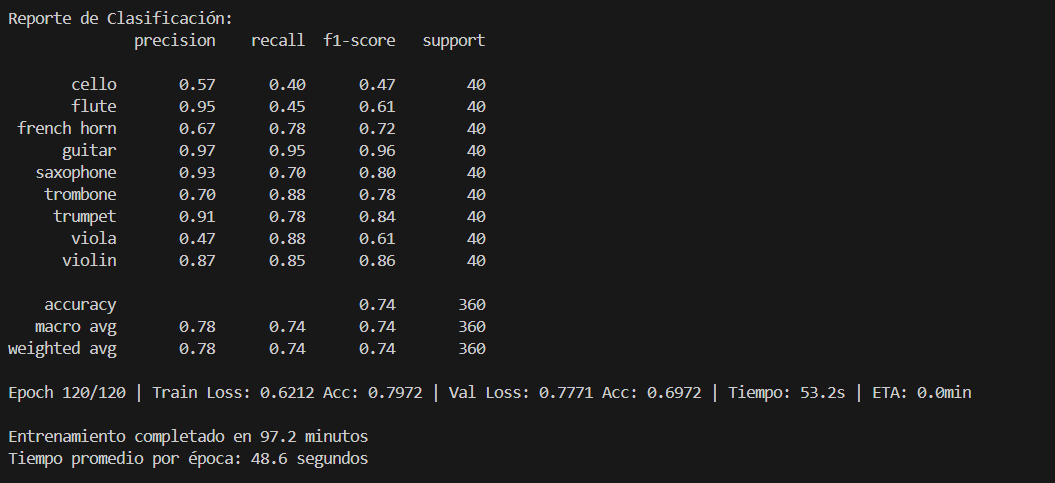 Reporte de Clasificación:
precision recall f1-score support
cello 0.57 0.40 0.47 40
flute 0.95 0.45 0.61 40
french horn 0.67 0.78 0.72 40
guitar 0.97 0.95 0.96 40
saxophone 0.93 0.70 0.80 40
trombone 0.70 0.88 0.78 40
trumpet 0.91 0.78 0.84 40
viola 0.47 0.88 0.61 40
violin 0.87 0.85 0.86 40
accuracy 0.74 360
macro avg 0.78 0.74 0.74 360
weighted avg 0.78 0.74 0.74 360
Epoch 120/120 | Train Loss: 0.6212 Acc: 0.7972 | Val Loss: 0.7771 Acc: 0.6972 | Tiempo: 53.2s | ETA: 0.0min
Entrenamiento completado en 97.2 minutos
Tiempo promedio por época: 48.6 segundos